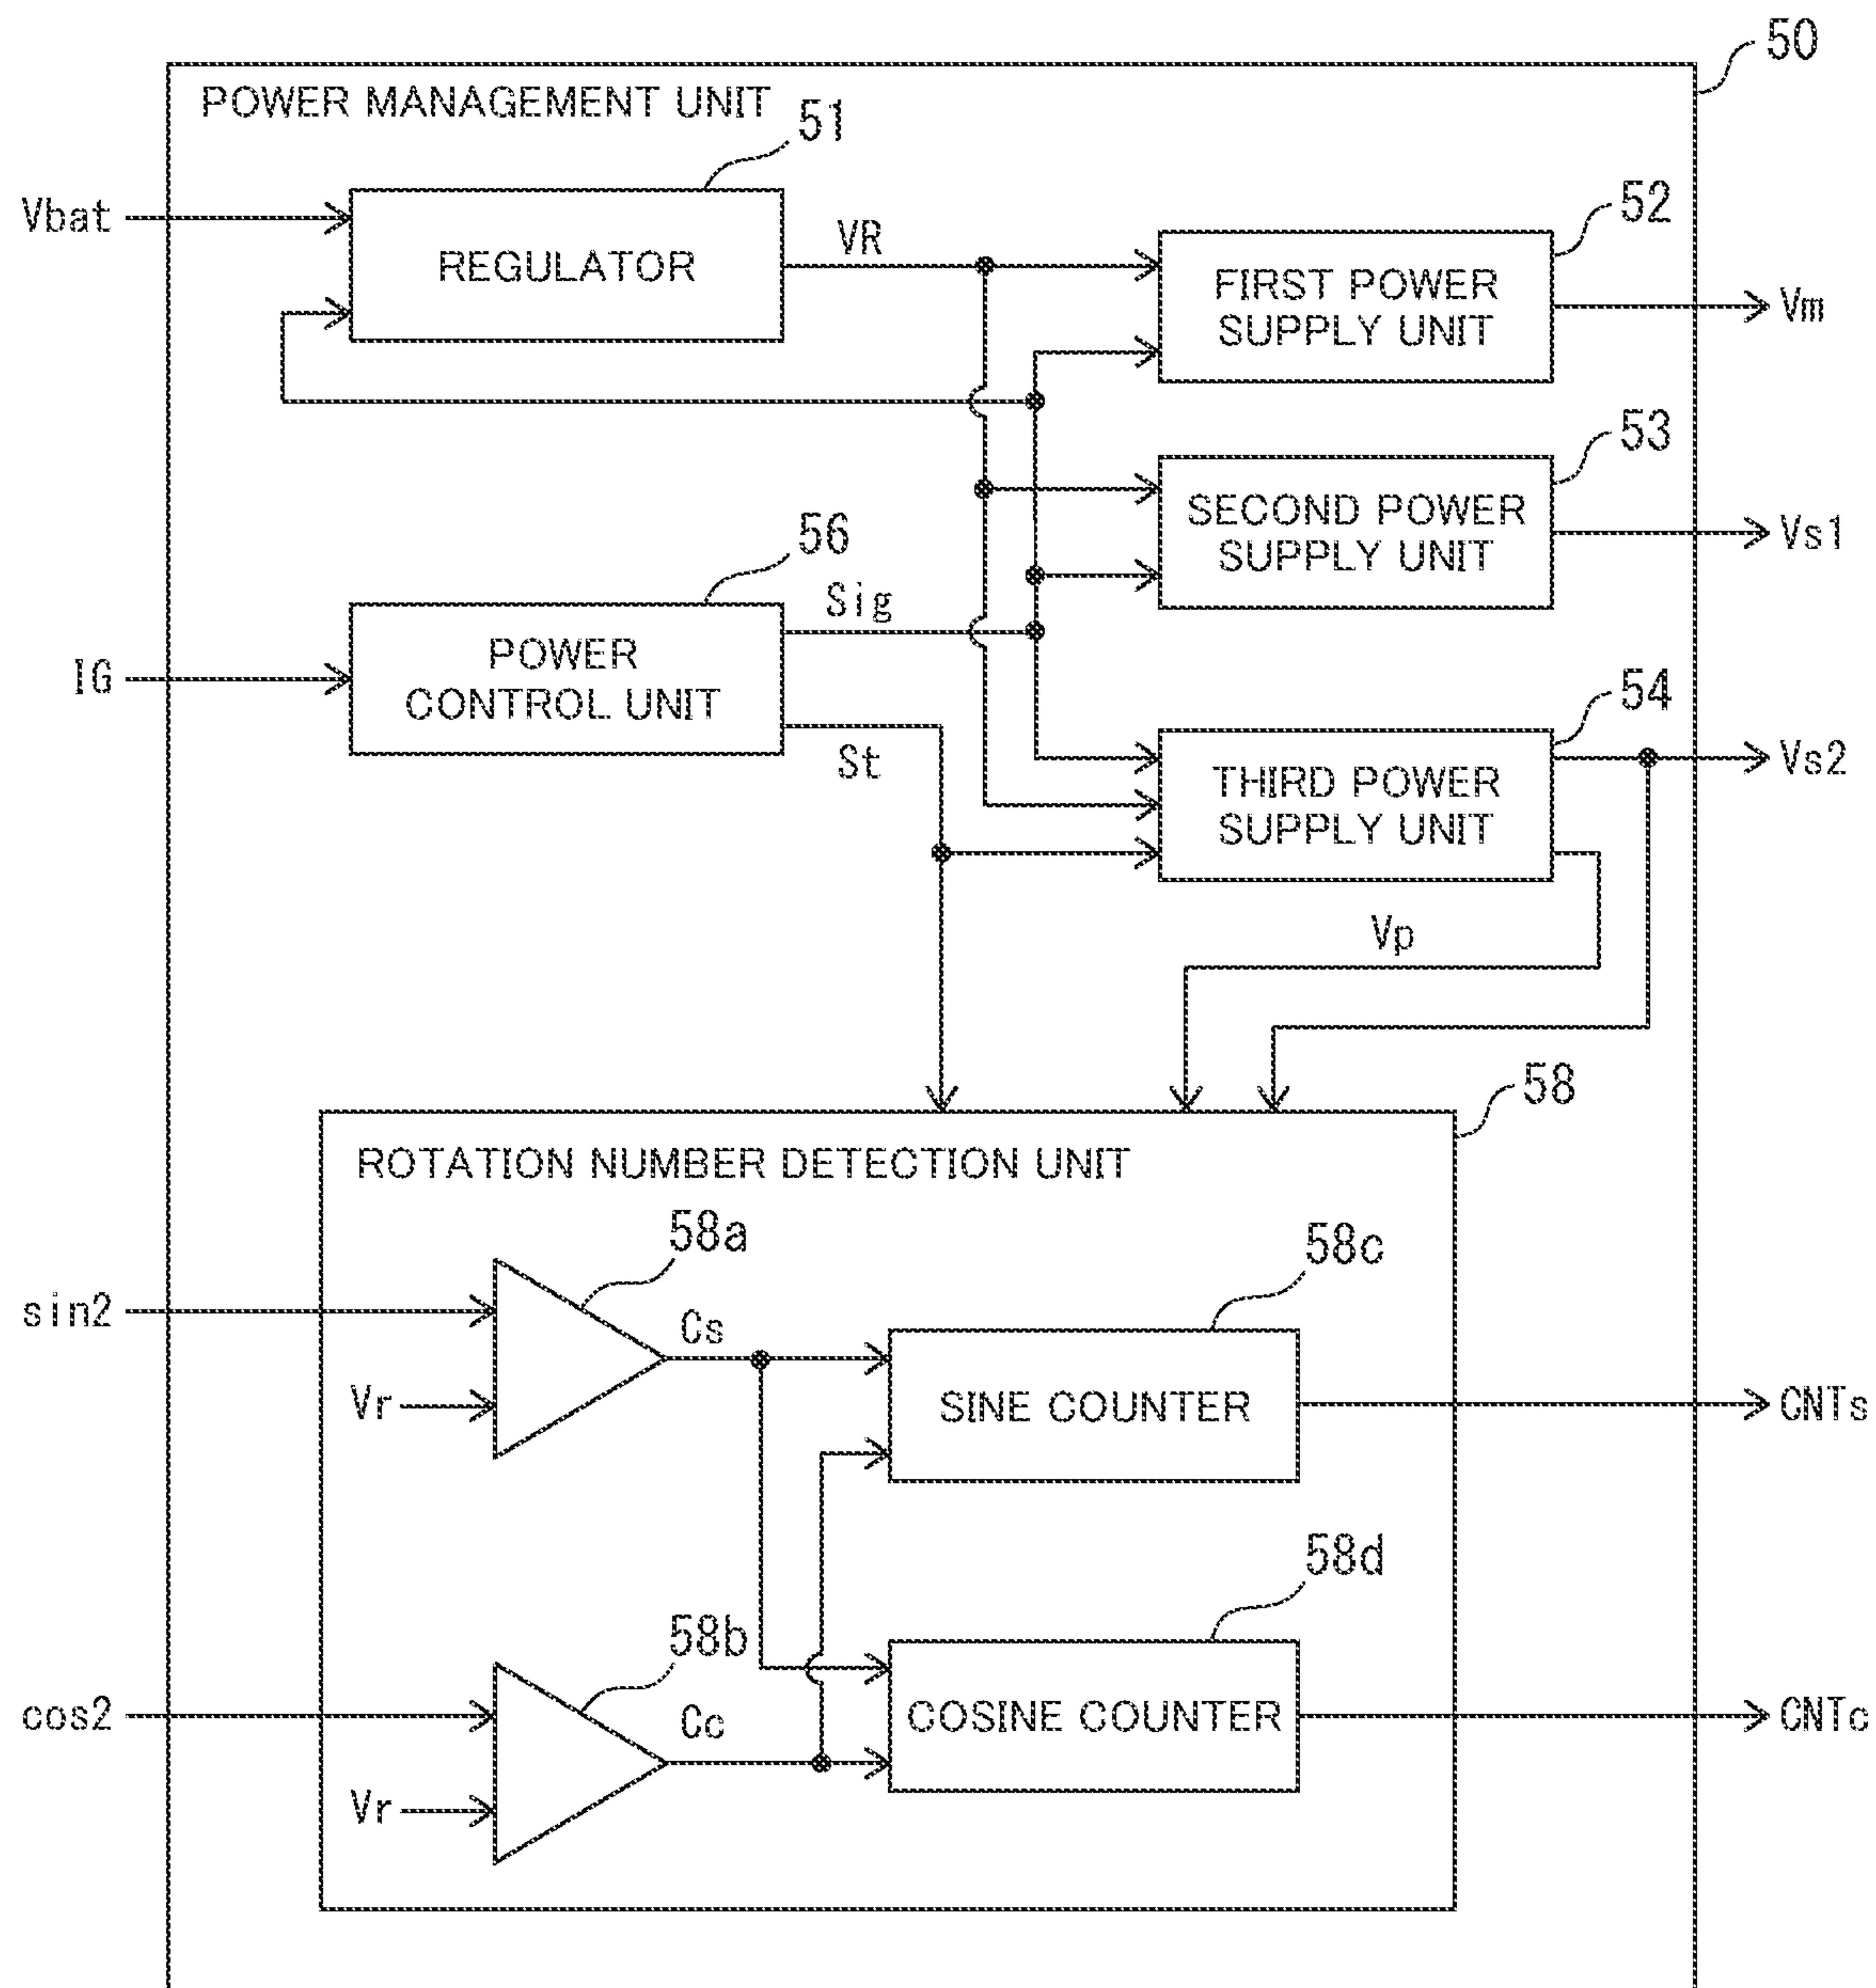 50
POWER MANAGEMENT UNIT
51
Vbat
REGULATOR
VR
52
FIRST POWER
SUPPLY UNIT
Vm
53
SECOND POWER
SUPPLY UNIT
Vs1
56
Sig
IG
POWER
CONTROL UNIT
St
54
THIRD POWER
SUPPLY UNIT
Vs2
Vp
58
ROTATION NUMBER DETECTION UNIT
58a
58c
sin2
Cs
Vr
SINE COUNTER
CNTs
58d
58b
cos2
Cc
COSINE COUNTER
CNTc
Vr